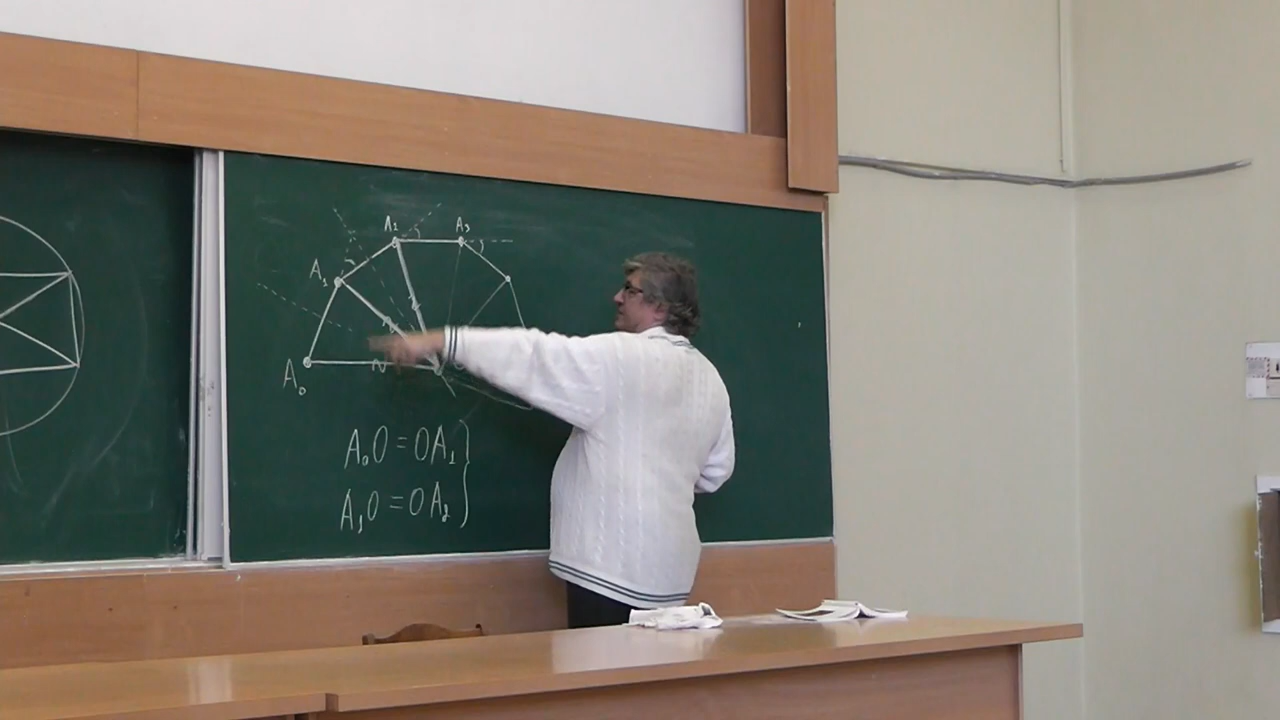 A₂ A₃
A₁
A₀
A₀O = OA₁
A₁O = OA₂